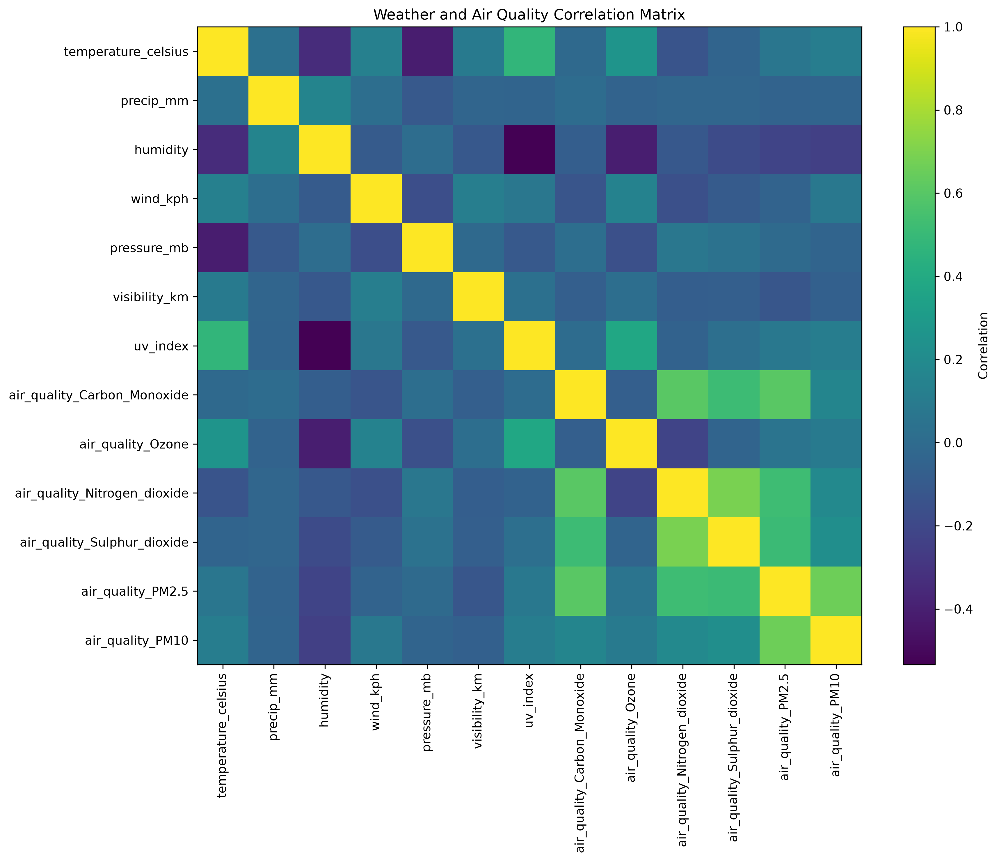 Weather and Air Quality Correlation Matrix
temperature_celsius
precip_mm
humidity
wind_kph
pressure_mb
visibility_km
uv_index
air_quality_Carbon_Monoxide
air_quality_Ozone
air_quality_Nitrogen_dioxide
air_quality_Sulphur_dioxide
air_quality_PM2.5
air_quality_PM10
temperature_celsius
precip_mm
humidity
wind_kph
pressure_mb
visibility_km
uv_index
air_quality_Carbon_Monoxide
air_quality_Ozone
air_quality_Nitrogen_dioxide
air_quality_Sulphur_dioxide
air_quality_PM2.5
air_quality_PM10
1.0
0.8
0.6
0.4
0.2
0.0
−0.2
−0.4
Correlation